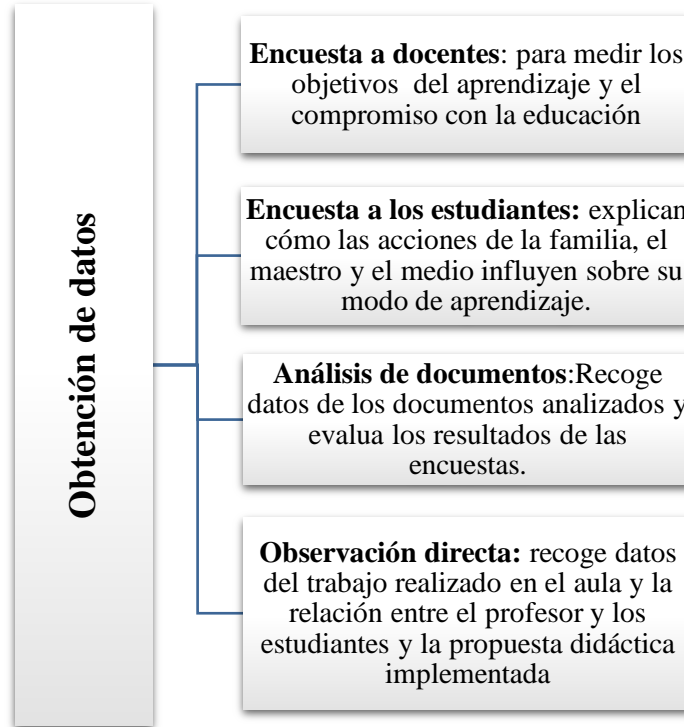 Obtención de datos
Encuesta a docentes: para medir los
objetivos del aprendizaje y el
compromiso con la educación
Encuesta a los estudiantes: explican
cómo las acciones de la familia, el
maestro y el medio influyen sobre su
modo de aprendizaje.
Análisis de documentos:Recoge
datos de los documentos analizados y
evalua los resultados de las
encuestas.
Observación directa: recoge datos
del trabajo realizado en el aula y la
relación entre el profesor y los
estudiantes y la propuesta didáctica
implementada